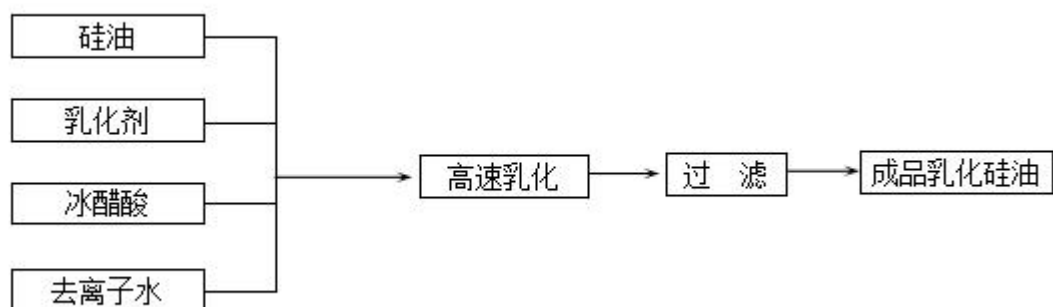 硅油
乳化剂
冰醋酸
去离子水
高速乳化
过 滤
成品乳化硅油